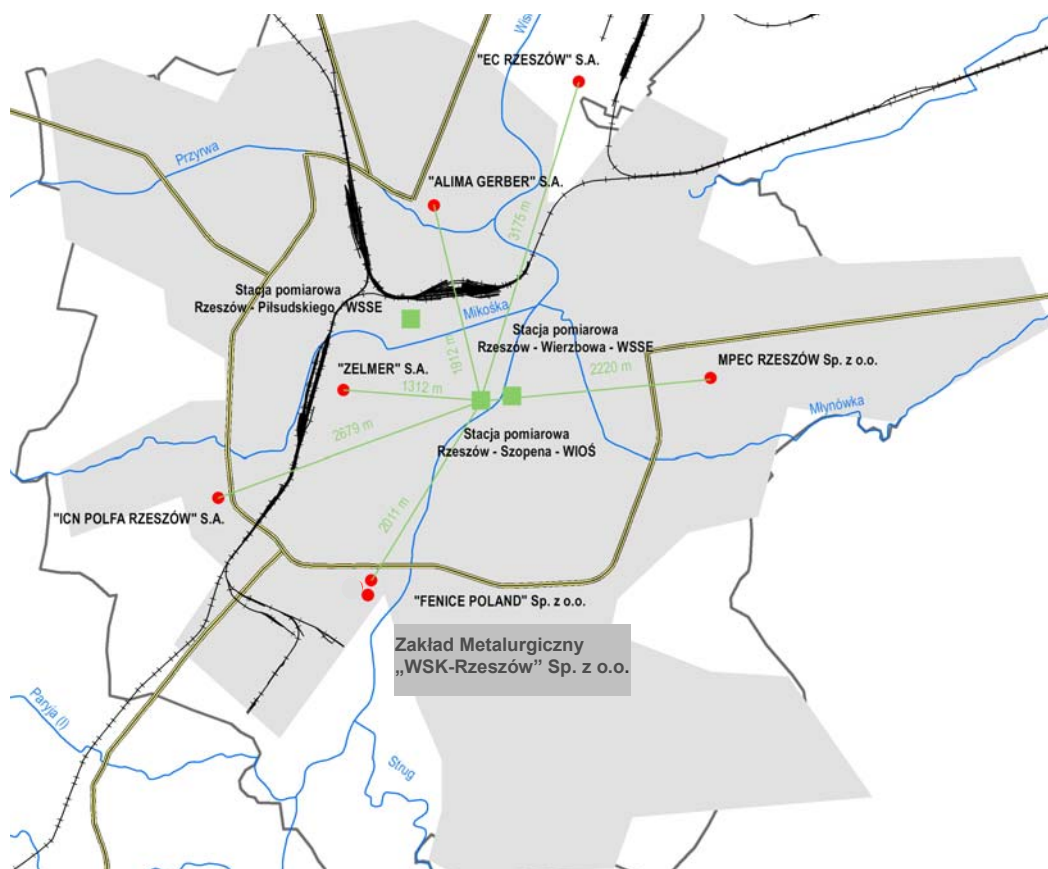 Wis
"EC RZESZÓW" S.A.
Przyrwa
"ALIMA GERBER" S.A.
3175 m
Stacja pomiarowa
Rzeszów - Piłsudskiego - WSSE
Mikośka
Stacja pomiarowa
Rzeszów - Wierzbowa - WSSE
1912 m
"ZELMER" S.A.
1312 m
2220 m
MPEC RZESZÓW Sp. z o.o.
Młynówka
2679 m
Stacja pomiarowa
Rzeszów - Szopena - WIOŚ
"ICN POLFA RZESZÓW" S.A.
2011 m
"FENICE POLAND" Sp. z o.o.
Zakład Metalurgiczny
„WSK-Rzeszów” Sp. z o.o.
Paryja (I)
Strug